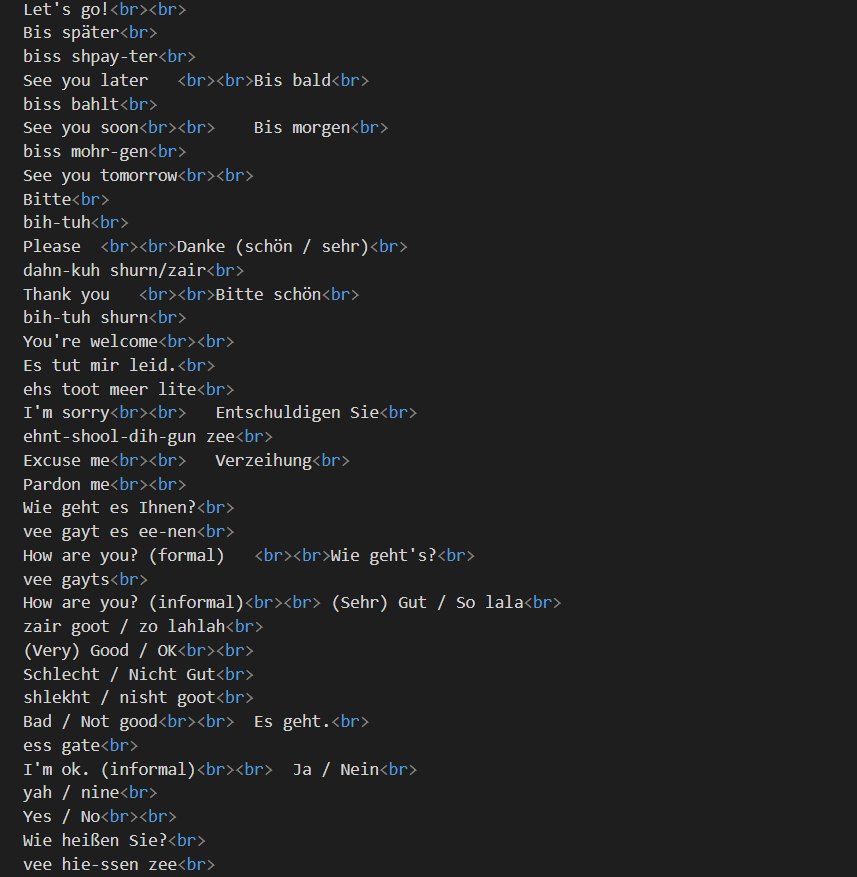 Let's go!<br><br>
Bis später<br>
biss shpay-ter<br>
See you later   <br><br>Bis bald<br>
biss bahlt<br>
See you soon<br><br>    Bis morgen<br>
biss mohr-gen<br>
See you tomorrow<br><br>
Bitte<br>
bih-tuh<br>
Please  <br><br>Danke (schön / sehr)<br>
dahn-kuh shurn/zair<br>
Thank you   <br><br>Bitte schön<br>
bih-tuh shurn<br>
You're welcome<br><br>
Es tut mir leid.<br>
ehs toot meer lite<br>
I'm sorry<br><br>   Entschuldigen Sie<br>
ehnt-shool-dih-gun zee<br>
Excuse me<br><br>   Verzeihung<br>
Pardon me<br><br>
Wie geht es Ihnen?<br>
vee gayt es ee-nen<br>
How are you? (formal)   <br><br>Wie geht's?<br>
vee gayts<br>
How are you? (informal)<br><br> (Sehr) Gut / So lala<br>
zair goot / zo lahlah<br>
(Very) Good / OK<br><br>
Schlecht / Nicht Gut<br>
shlekht / nisht goot<br>
Bad / Not good<br><br>  Es geht.<br>
ess gate<br>
I'm ok. (informal)<br><br>  Ja / Nein<br>
yah / nine<br>
Yes / No<br><br>
Wie heißen Sie?<br>
vee hie-ssen zee<br>